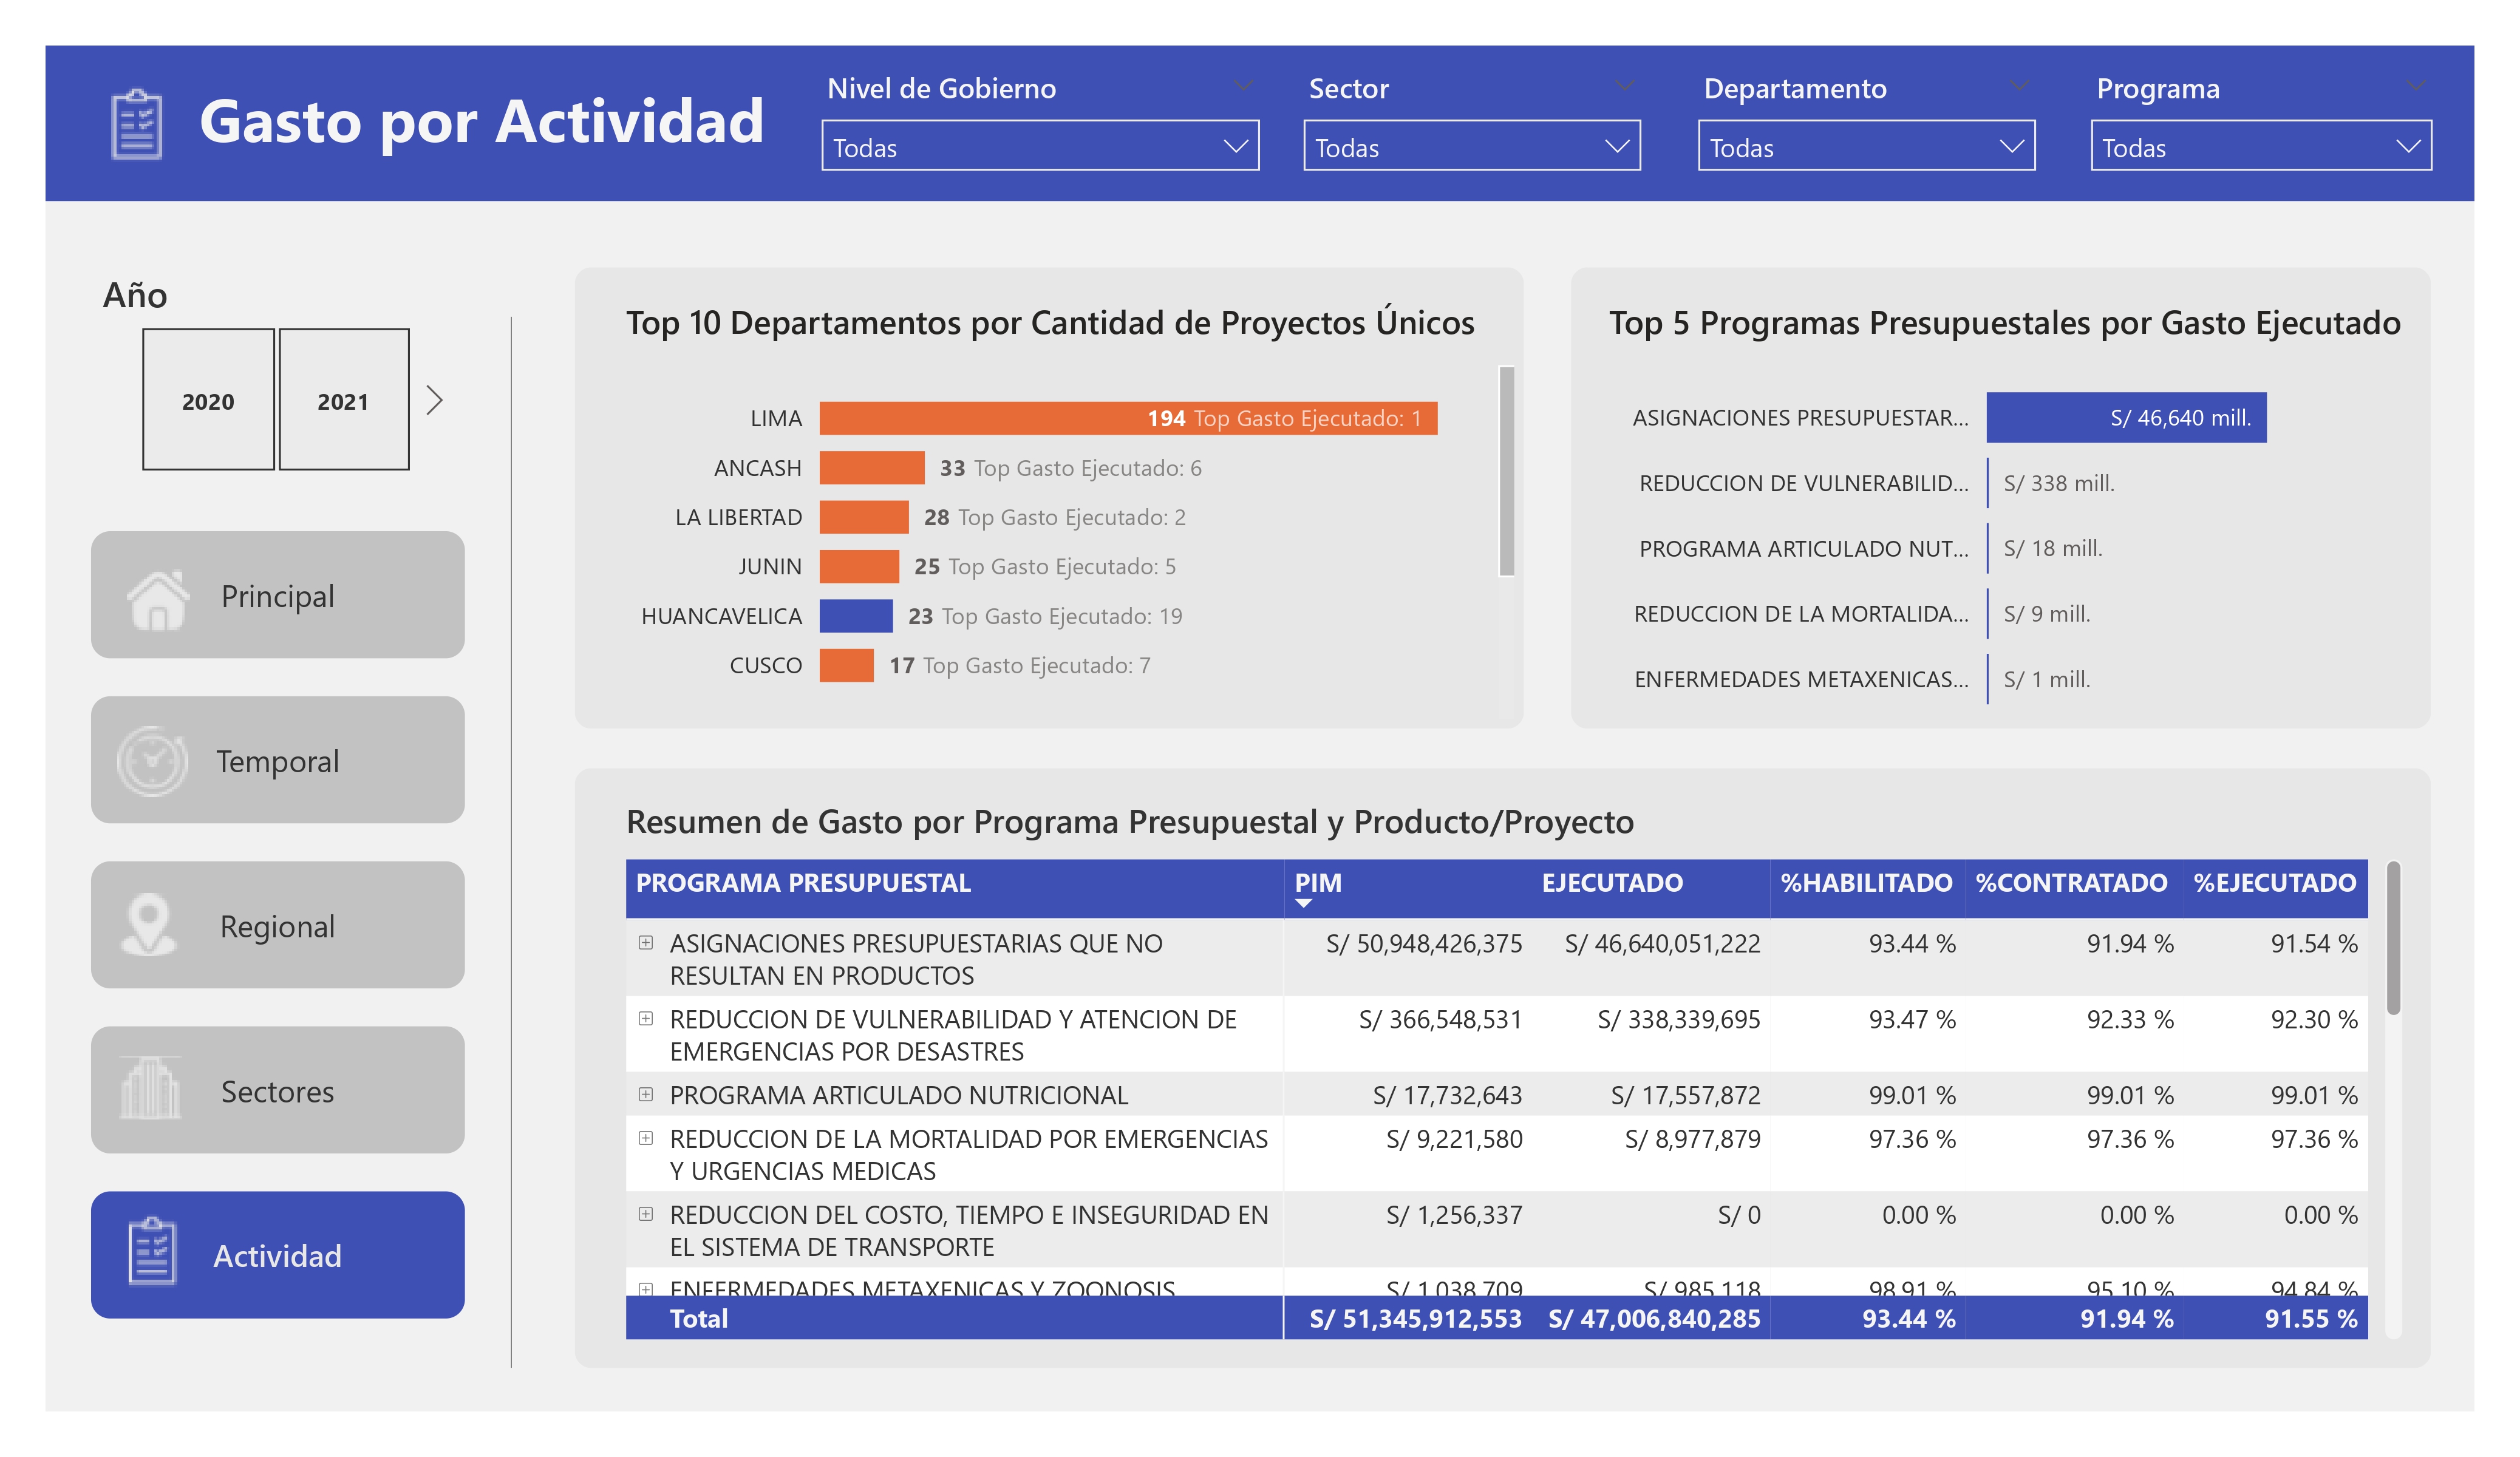 Gasto por Actividad
Nivel de Gobierno
Todas
Sector
Todas
Departamento
Todas
Programa
Todas
Año
2020
2021
Principal
Temporal
Regional
Sectores
Actividad
Top 10 Departamentos por Cantidad de Proyectos Únicos
LIMA 194 Top Gasto Ejecutado: 1
ANCASH 33 Top Gasto Ejecutado: 6
LA LIBERTAD 28 Top Gasto Ejecutado: 2
JUNIN 25 Top Gasto Ejecutado: 5
HUANCAVELICA 23 Top Gasto Ejecutado: 19
CUSCO 17 Top Gasto Ejecutado: 7
Top 5 Programas Presupuestales por Gasto Ejecutado
ASIGNACIONES PRESUPUESTAR... S/ 46,640 mill.
REDUCCION DE VULNERABILID... S/ 338 mill.
PROGRAMA ARTICULADO NUT... S/ 18 mill.
REDUCCION DE LA MORTALIDA... S/ 9 mill.
ENFERMEDADES METAXENICAS... S/ 1 mill.
Resumen de Gasto por Programa Presupuestal y Producto/Proyecto
PROGRAMA PRESUPUESTAL PIM EJECUTADO %HABILITADO %CONTRATADO %EJECUTADO
ASIGNACIONES PRESUPUESTARIAS QUE NO S/ 50,948,426,375 S/ 46,640,051,222 93.44 % 91.94 % 91.54 %
RESULTAN EN PRODUCTOS
REDUCCION DE VULNERABILIDAD Y ATENCION DE S/ 366,548,531 S/ 338,339,695 93.47 % 92.33 % 92.30 %
EMERGENCIAS POR DESASTRES
PROGRAMA ARTICULADO NUTRICIONAL S/ 17,732,643 S/ 17,557,872 99.01 % 99.01 % 99.01 %
REDUCCION DE LA MORTALIDAD POR EMERGENCIAS S/ 9,221,580 S/ 8,977,879 97.36 % 97.36 % 97.36 %
Y URGENCIAS MEDICAS
REDUCCION DEL COSTO, TIEMPO E INSEGURIDAD EN S/ 1,256,337 S/ 0 0.00 % 0.00 % 0.00 %
EL SISTEMA DE TRANSPORTE
ENFERMEDADES METAXENICAS Y ZOONOSIS S/ 1,038,709 S/ 985,118 98.91 % 95.10 % 94.84 %
Total S/ 51,345,912,553 S/ 47,006,840,285 93.44 % 91.94 % 91.55 %